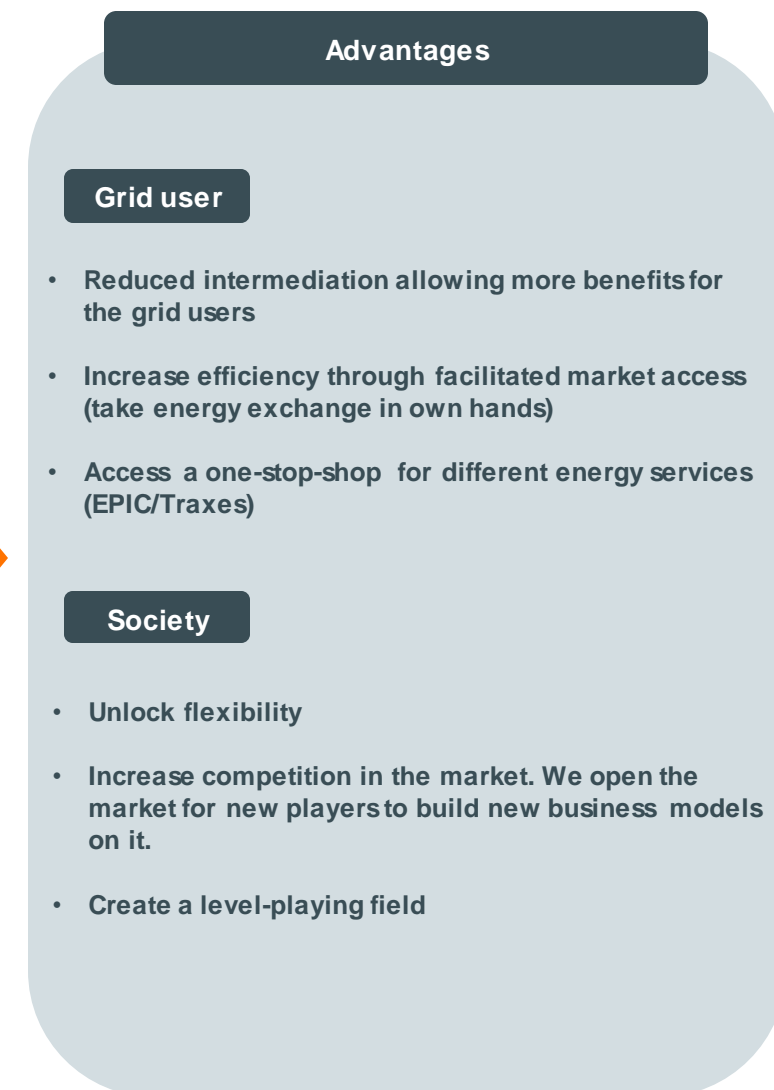 Advantages
Grid user
• Reduced intermediation allowing more benefits for
the grid users
• Increase efficiency through facilitated market access
(take energy exchange in own hands)
• Access a one-stop-shop for different energy services
(EPIC/Traxes)
Society
• Unlock flexibility
• Increase competition in the market. We open the
market for new players to build new business models
on it.
• Create a level-playing field